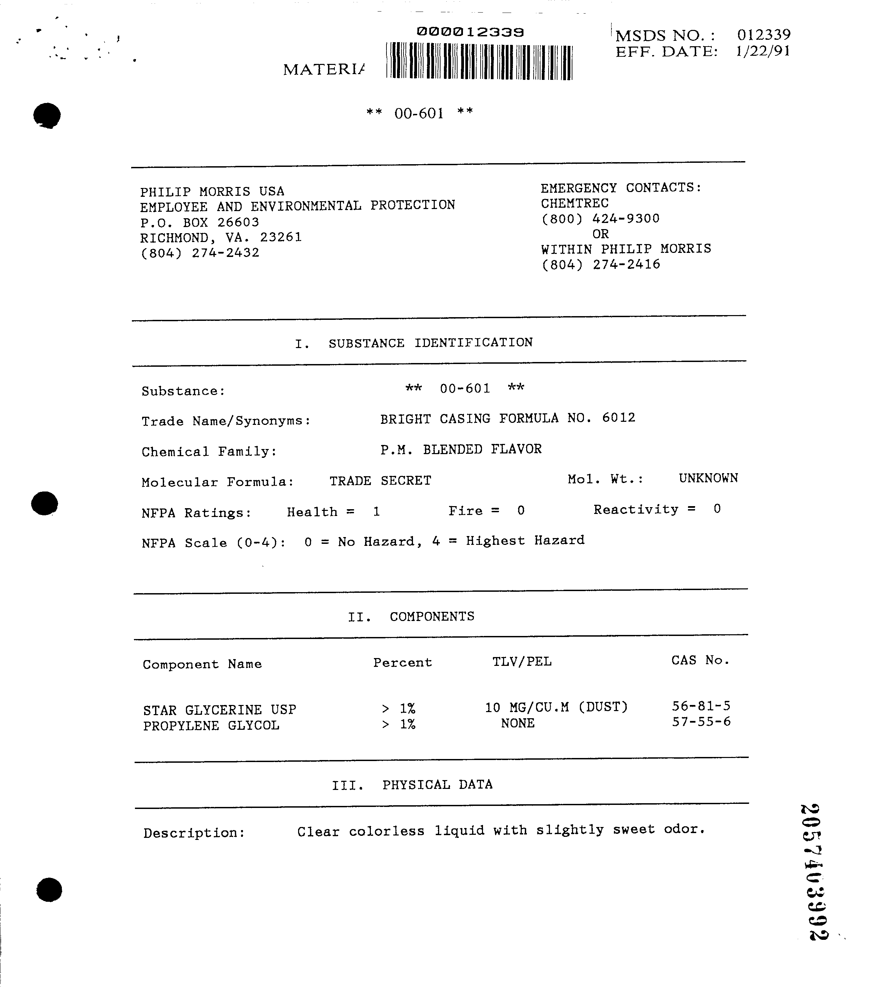 000012339
MSDS NO.: 012339
EFF. DATE: 1/22/91
MATERIA
** 00-601 **
PHILIP MORRIS USA
EMPLOYEE AND ENVIRONMENTAL PROTECTION
P.O. BOX 26603
RICHMOND, VA. 23261
(804) 274-2432
EMERGENCY CONTACTS:
CHEMTREC
(800) 424-9300
OR
WITHIN PHILIP MORRIS
(804) 274-2416
I. SUBSTANCE IDENTIFICATION
Substance: ** 00-601 **
Trade Name/Synonyms: BRIGHT CASING FORMULA NO. 6012
Chemical Family: P.M. BLENDED FLAVOR
Molecular Formula: TRADE SECRET Mol. Wt.: UNKNOWN
NFPA Ratings: Health = 1 Fire = 0 Reactivity = 0
NFPA Scale (0-4): 0 = No Hazard, 4 = Highest Hazard
II. COMPONENTS
Component Name Percent TLV/PEL CAS No.
STAR GLYCERINE USP > 1% 10 MG/CU.M (DUST) 56-81-5
PROPYLENE GLYCOL > 1% NONE 57-55-6
III. PHYSICAL DATA
Description: Clear colorless liquid with slightly sweet odor.
2057403992